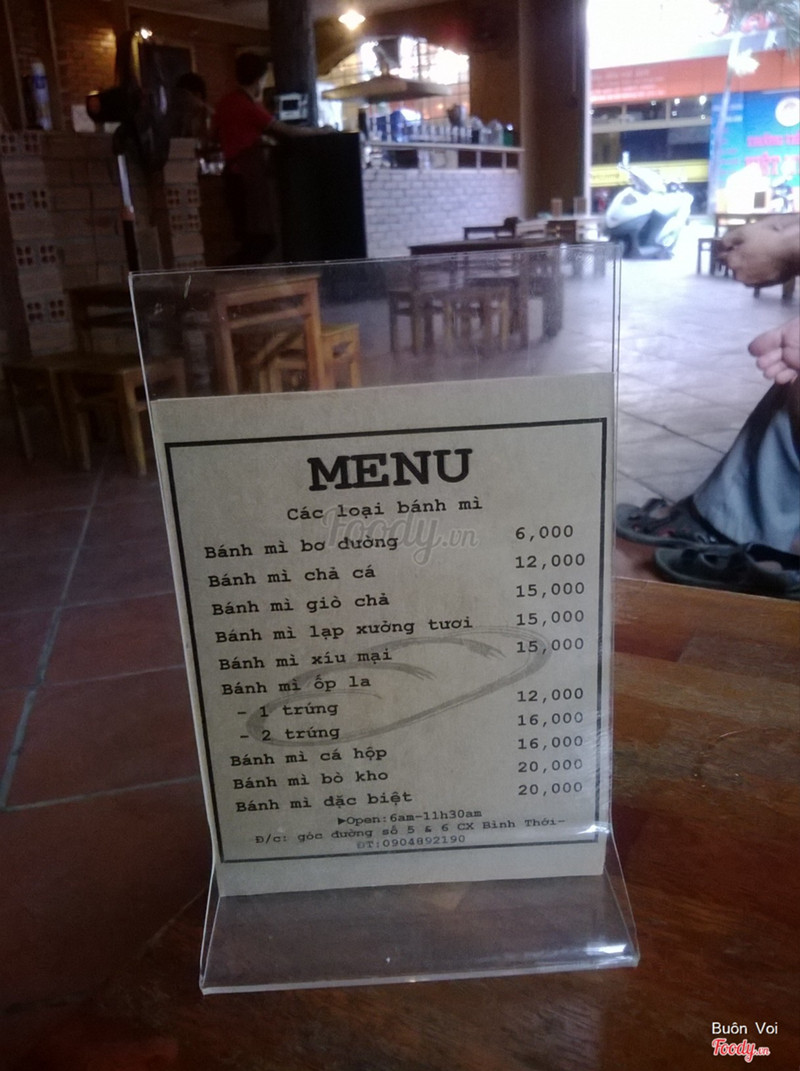 MENU
Các loại bánh mì
Bánh mì bơ đường 6,000
Bánh mì chả cá 12,000
Bánh mì giò chả 15,000
Bánh mì lạp xưởng tươi 15,000
Bánh mì xíu mại 15,000
Bánh mì ốp la
- 1 trứng 12,000
- 2 trứng 16,000
Bánh mì cá hộp 16,000
Bánh mì bò kho 20,000
Bánh mì đặc biệt 20,000
►Open:6am-11h30am
Đ/c: góc đường số 5 & 6 CX Bình Thới-
ĐT:0904892190
Foody.vn
Buôn Voi
Foody.vn